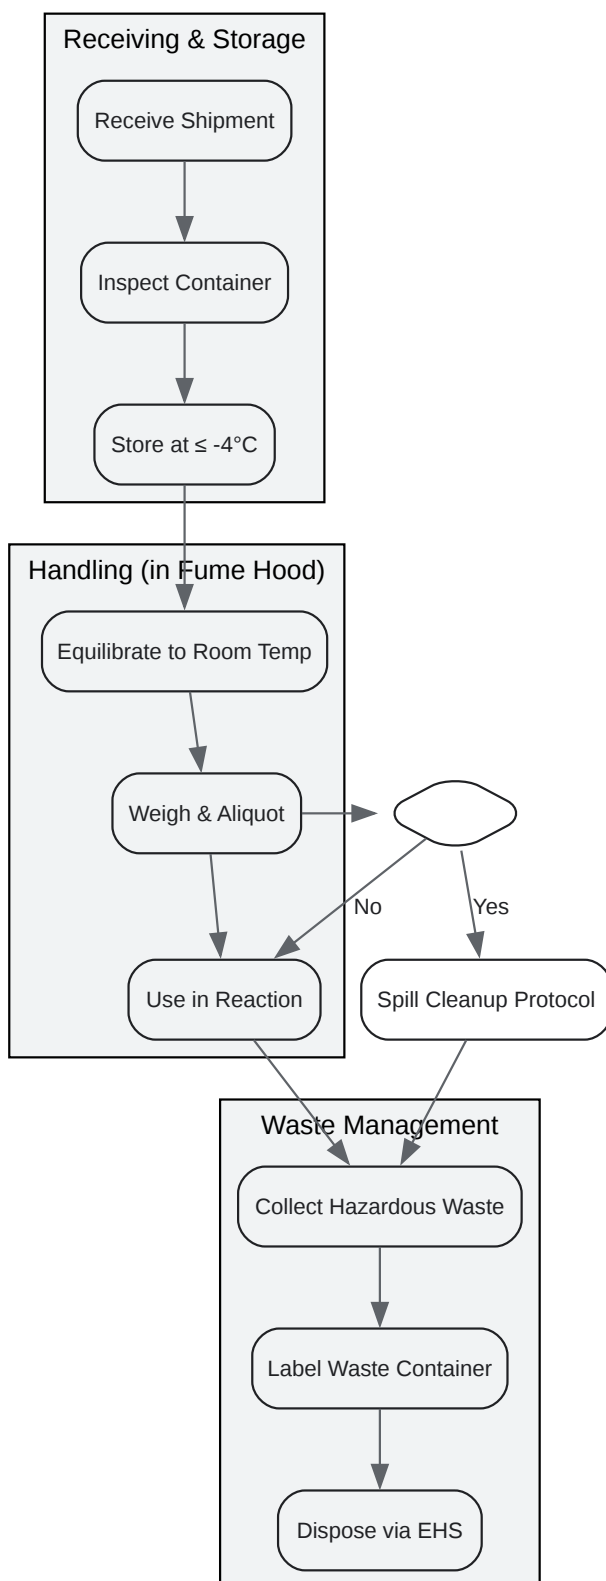 Receiving & Storage
Receive Shipment
Inspect Container
Store at ≤ -4°C
Handling (in Fume Hood)
Equilibrate to Room Temp
Weigh & Aliquot
No
Yes
Use in Reaction
Spill Cleanup Protocol
Waste Management
Collect Hazardous Waste
Label Waste Container
Dispose via EHS